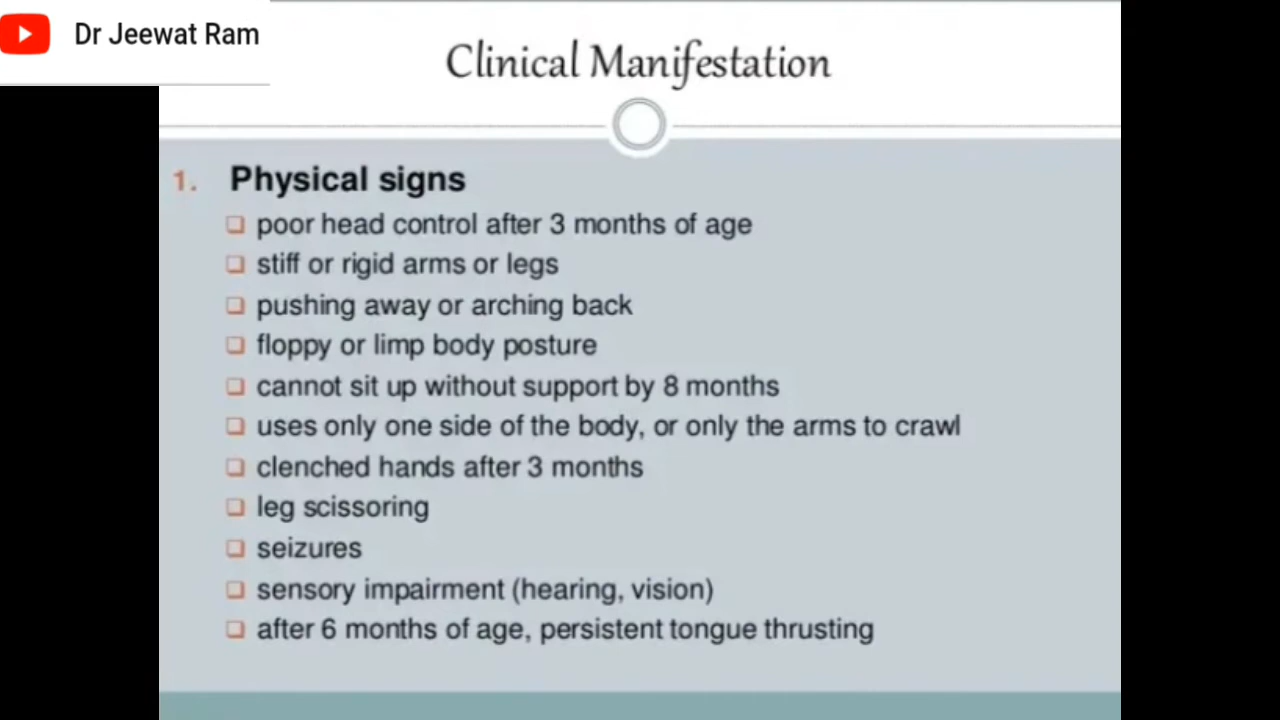 Dr Jeewat Ram
Clinical Manifestation
1. Physical signs
poor head control after 3 months of age
stiff or rigid arms or legs
pushing away or arching back
floppy or limp body posture
cannot sit up without support by 8 months
uses only one side of the body, or only the arms to crawl
clenched hands after 3 months
leg scissoring
seizures
sensory impairment (hearing, vision)
after 6 months of age, persistent tongue thrusting